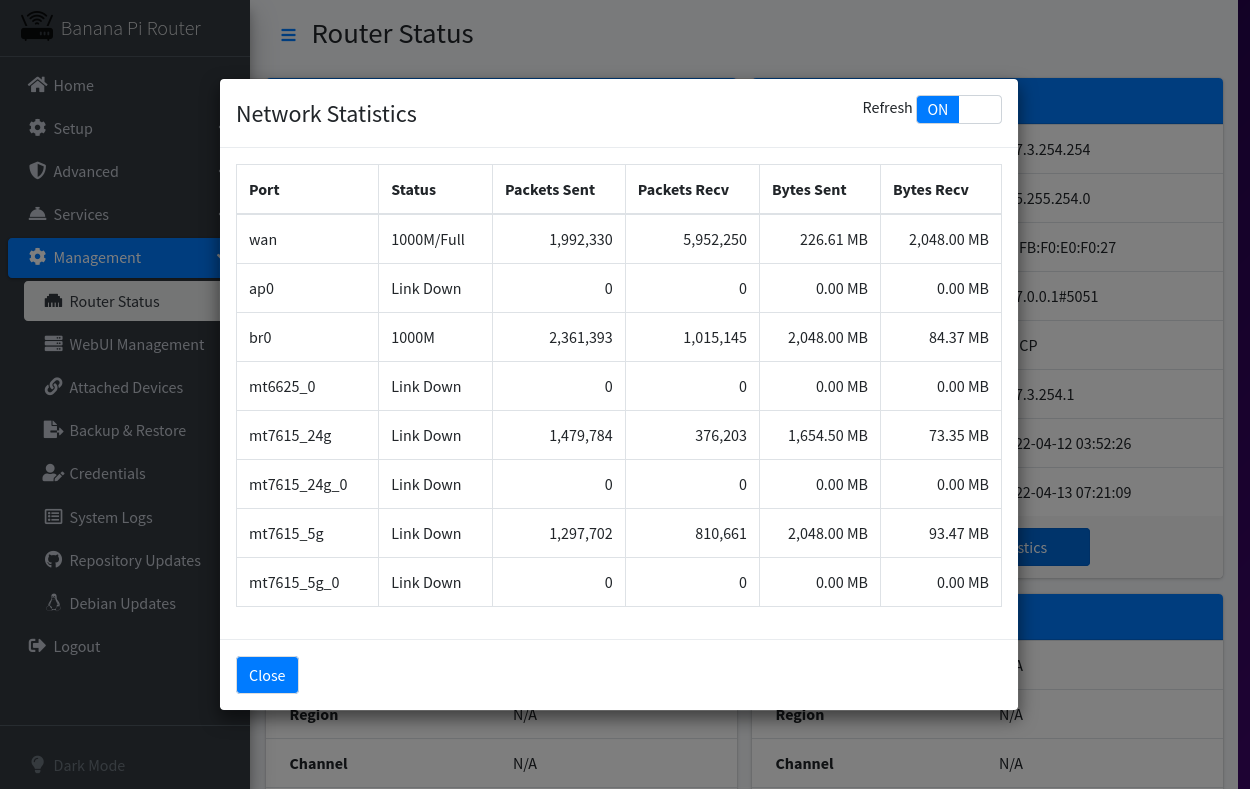 Banana Pi Router
Router Status
Home
Setup
Advanced
Services
Management
Router Status
WebUI Management
Attached Devices
Backup & Restore
Credentials
System Logs
Repository Updates
Debian Updates
Logout
Dark Mode
Network Statistics
Refresh ON
Port Status Packets Sent Packets Recv Bytes Sent Bytes Recv
wan 1000M/Full 1,992,330 5,952,250 226.61 MB 2,048.00 MB
ap0 Link Down 0 0 0.00 MB 0.00 MB
br0 1000M 2,361,393 1,015,145 2,048.00 MB 84.37 MB
mt6625_0 Link Down 0 0 0.00 MB 0.00 MB
mt7615_24g Link Down 1,479,784 376,203 1,654.50 MB 73.35 MB
mt7615_24g_0 Link Down 0 0 0.00 MB 0.00 MB
mt7615_5g Link Down 1,297,702 810,661 2,048.00 MB 93.47 MB
mt7615_5g_0 Link Down 0 0 0.00 MB 0.00 MB
Close
7.3.254.254
5.255.254.0
FB:F0:E0:F0:27
7.0.0.1#5051
CP
7.3.254.1
22-04-12 03:52:26
22-04-13 07:21:09
stics
/A
Region N/A Region N/A
Channel N/A Channel N/A